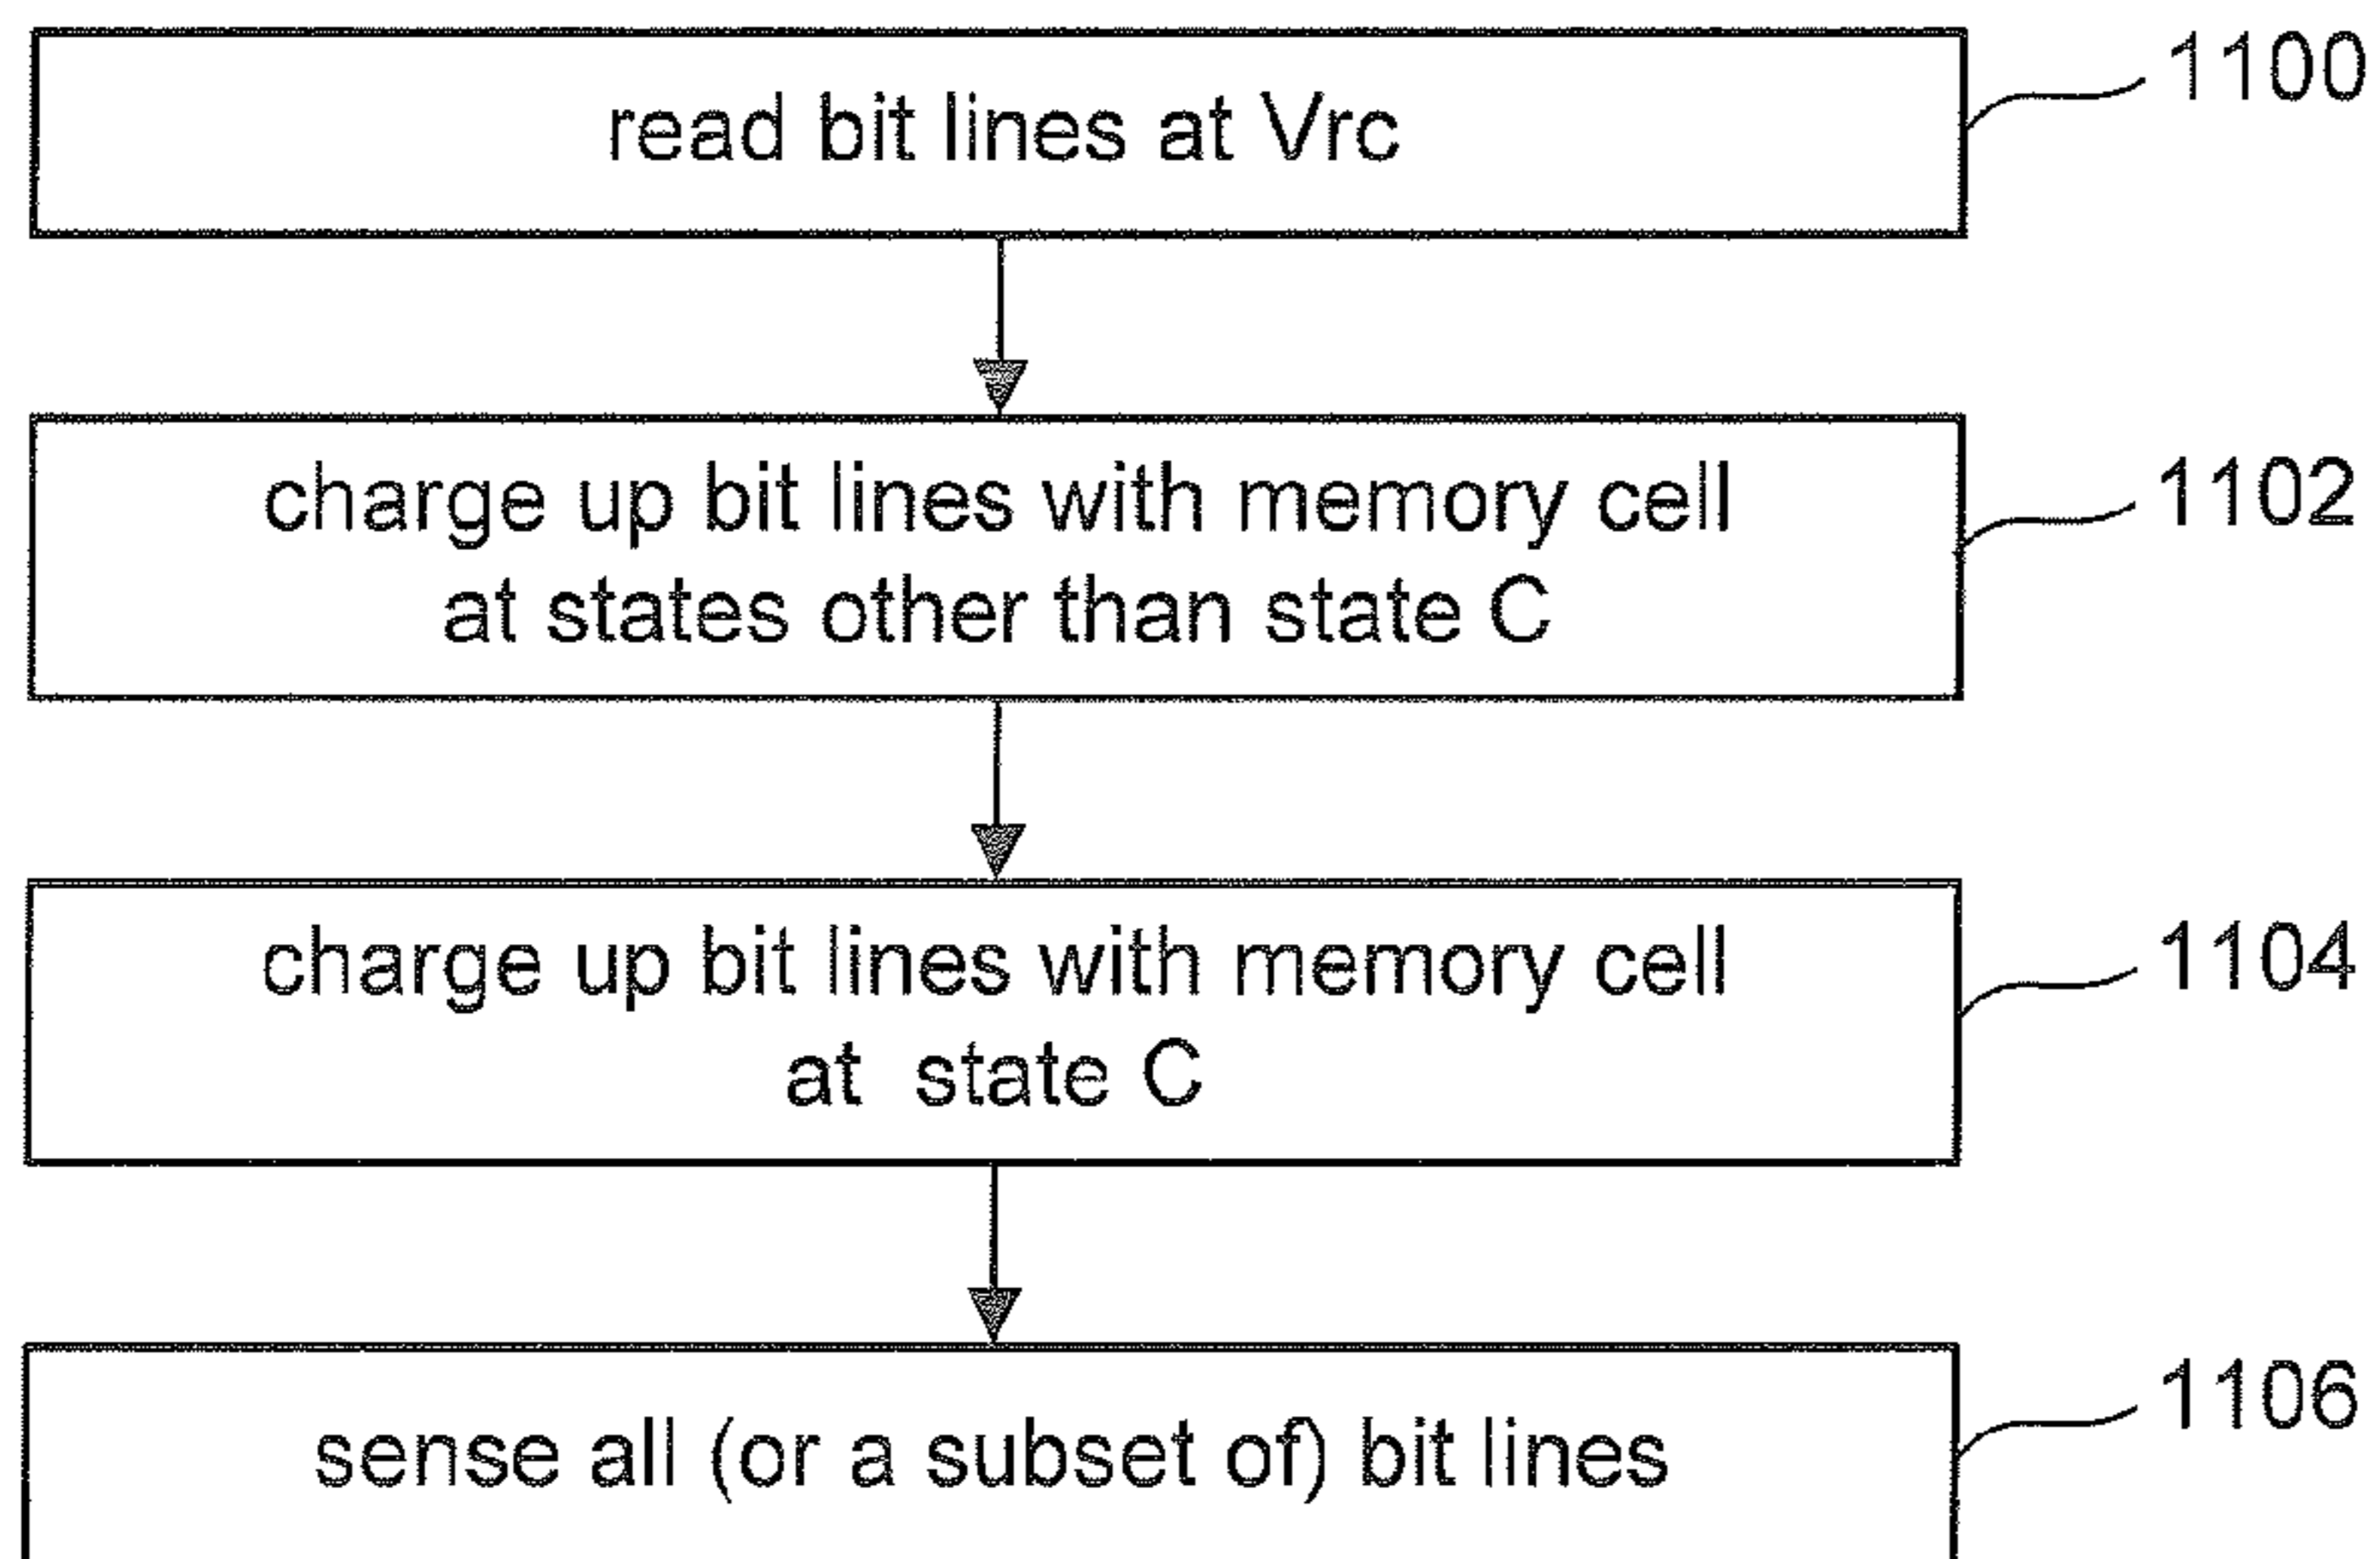 read bit lines at Vrc
1100
charge up bit lines with memory cell
at states other than state C
1102
charge up bit lines with memory cell
at state C
1104
sense all (or a subset of) bit lines
1106